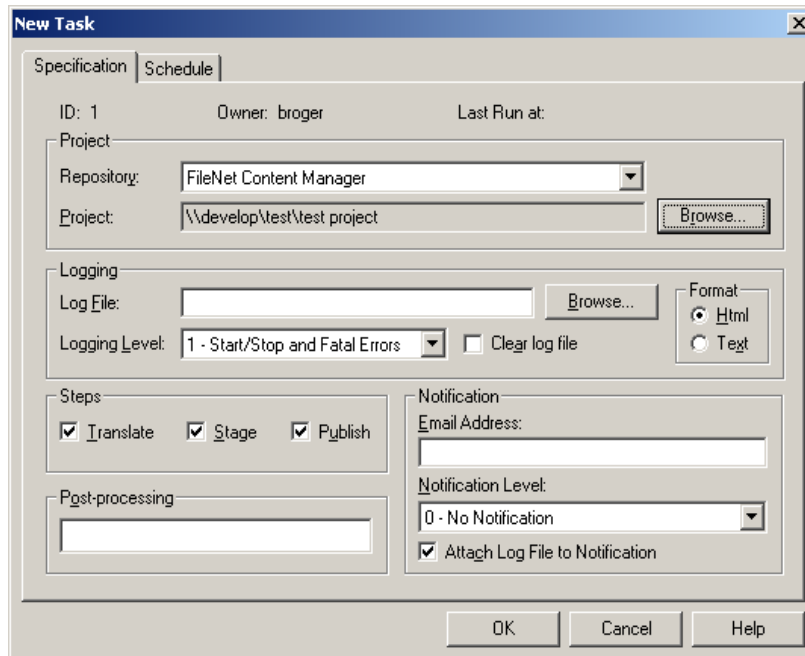 New Task
Specification Schedule
ID: 1 Owner: broger Last Run at:
Project
Repository: FileNet Content Manager
Project: \\develop\test\test project Browse...
Logging
Log File: Browse... Format
Html
Logging Level: 1 - Start/Stop and Fatal Errors Clear log file Text
Steps
Translate Stage Publish
Post-processing
Notification
Email Address:
Notification Level:
0 - No Notification
Attach Log File to Notification
OK Cancel Help